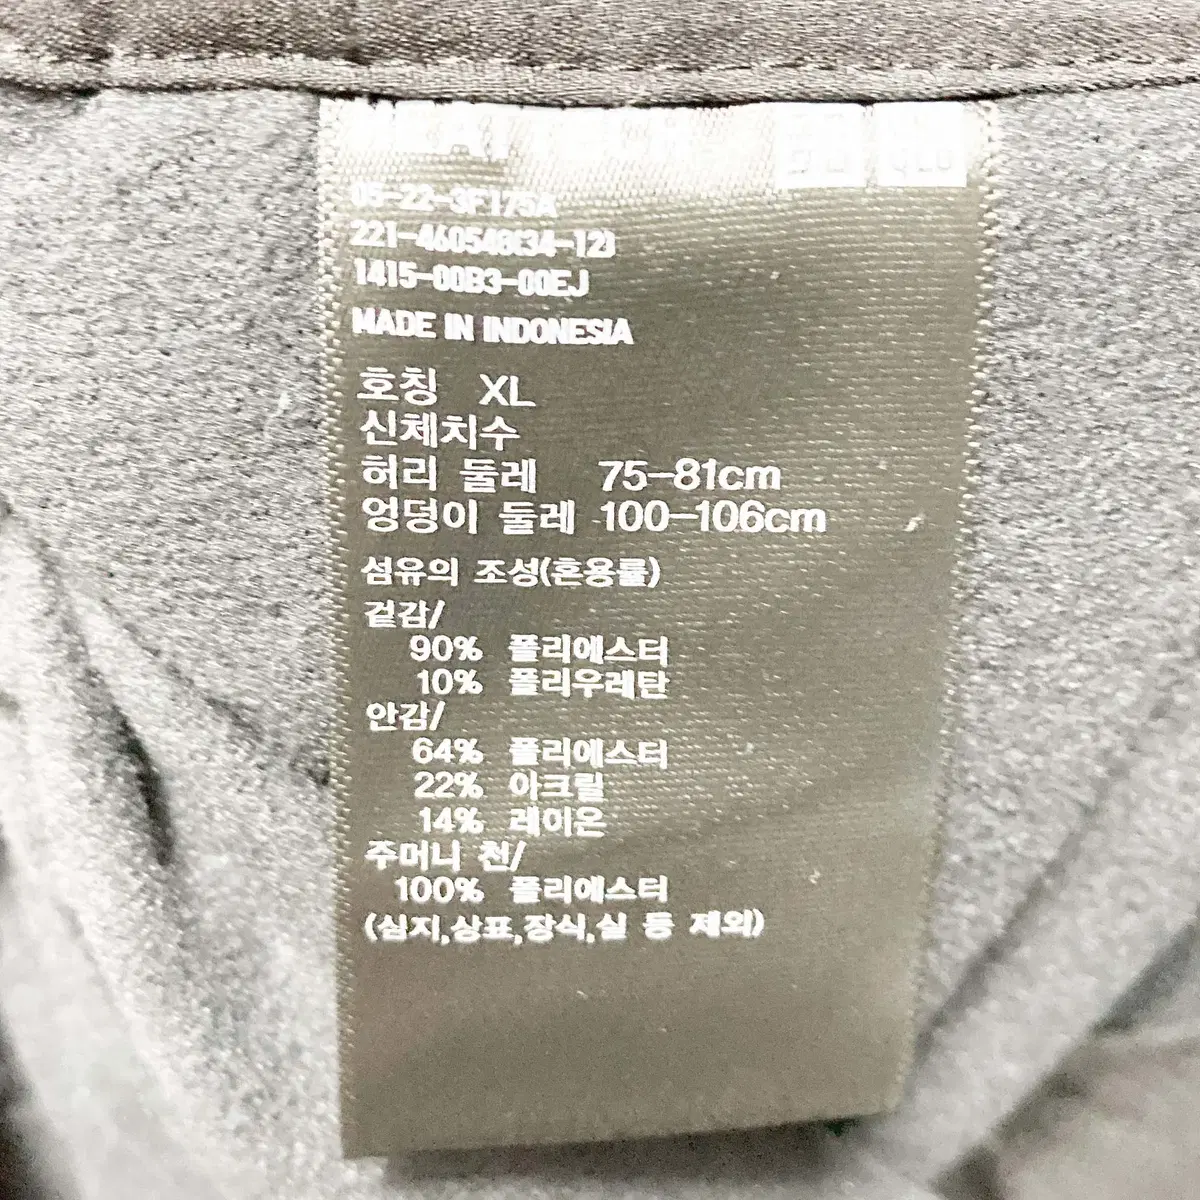 05-22-3F175A
221-460548(34-12)
1415-00B3-00EJ
MADE IN INDONESIA
호칭 XL
신체치수
허리 둘레 75-81cm
엉덩이 둘레 100-106cm
섬유의 조성(혼용률)
겉감/
90% 폴리에스터
10% 폴리우레탄
안감/
64% 폴리에스터
22% 아크릴
14% 레이온
주머니 천/
100% 폴리에스터
(심지,상표,장식,실 등 제외)